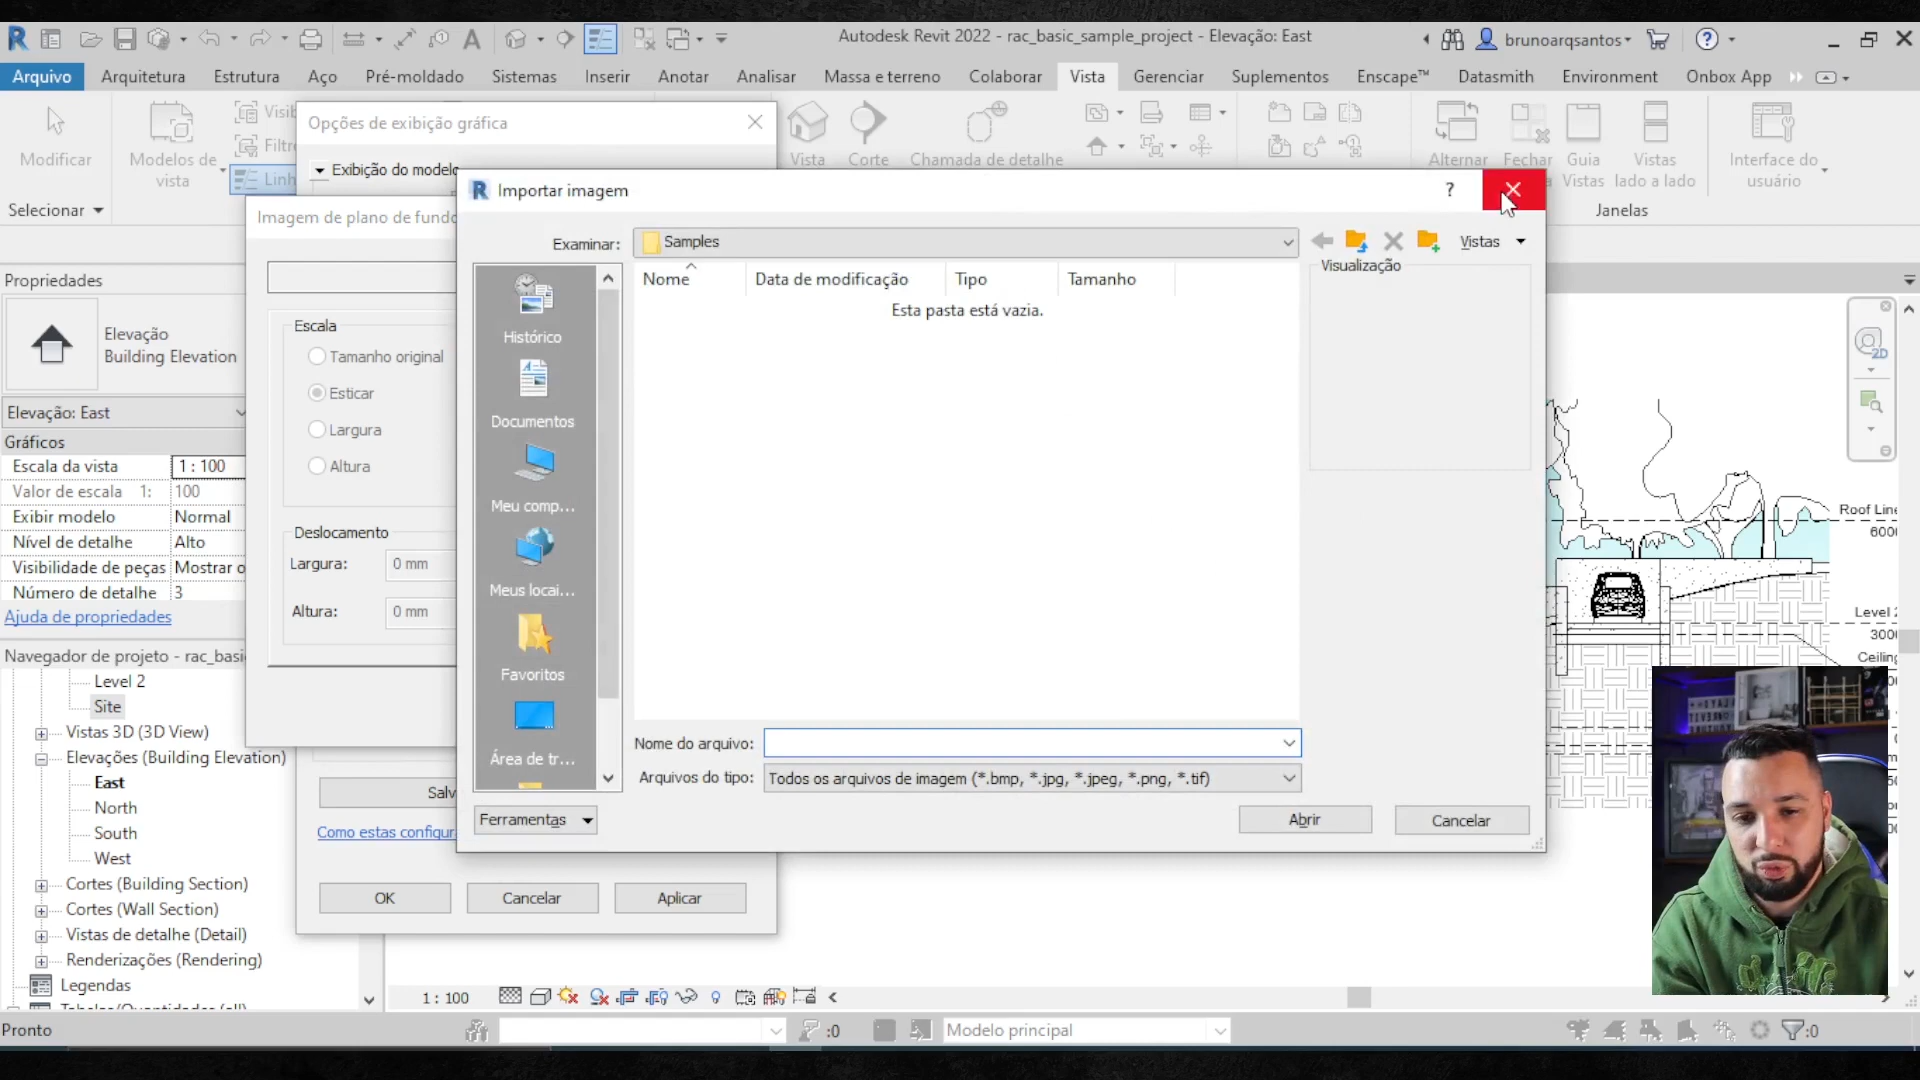 Autodesk Revit 2022 - rac_basic_sample_project - Elevação: East
brunoarqsantos
Arquivo Arquitetura Estrutura Aço Pré-moldado Sistemas Inserir Anotar Analisar Massa e terreno Colaborar Vista Gerenciar Suplementos Enscape™ Datasmith Environment Onbox App
Modificar
Modelos de vista
Visib
Filtr
Linh
Vista
Corte
Chamada de detalhe
Alternar
Fechar
Guia Vistas
Vistas lado a lado
Interface do usuário
Selecionar
Janelas
Opções de exibição gráfica
Exibição do modelo
Imagem de plano de fundo
Escala
Tamanho original
Esticar
Largura
Altura
Deslocamento
Largura: 0 mm
Altura: 0 mm
Salv
Como estas configur
OK Cancelar Aplicar
Importar imagem
?
Examinar: Samples
Vistas
Nome Data de modificação Tipo Tamanho
Visualização
Esta pasta está vazia.
Histórico
Documentos
Meu comp...
Meus locai...
Favoritos
Área de tr...
Nome do arquivo:
Arquivos do tipo: Todos os arquivos de imagem (*.bmp, *.jpg, *.jpeg, *.png, *.tif)
Ferramentas
Abrir Cancelar
Propriedades
Elevação
Building Elevation
Elevação: East
Gráficos
Escala da vista 1 : 100
Valor de escala 1: 100
Exibir modelo Normal
Nível de detalhe Alto
Visibilidade de peças Mostrar o
Número de detalhe 3
Ajuda de propriedades
Navegador de projeto - rac_basi
Level 2
Site
Vistas 3D (3D View)
Elevações (Building Elevation)
East
North
South
West
Cortes (Building Section)
Cortes (Wall Section)
Vistas de detalhe (Detail)
Renderizações (Rendering)
Legendas
2D
Roof Line
6000
Level 2
3000
Ceiling
1 : 100
Pronto
:0
Modelo principal
:0